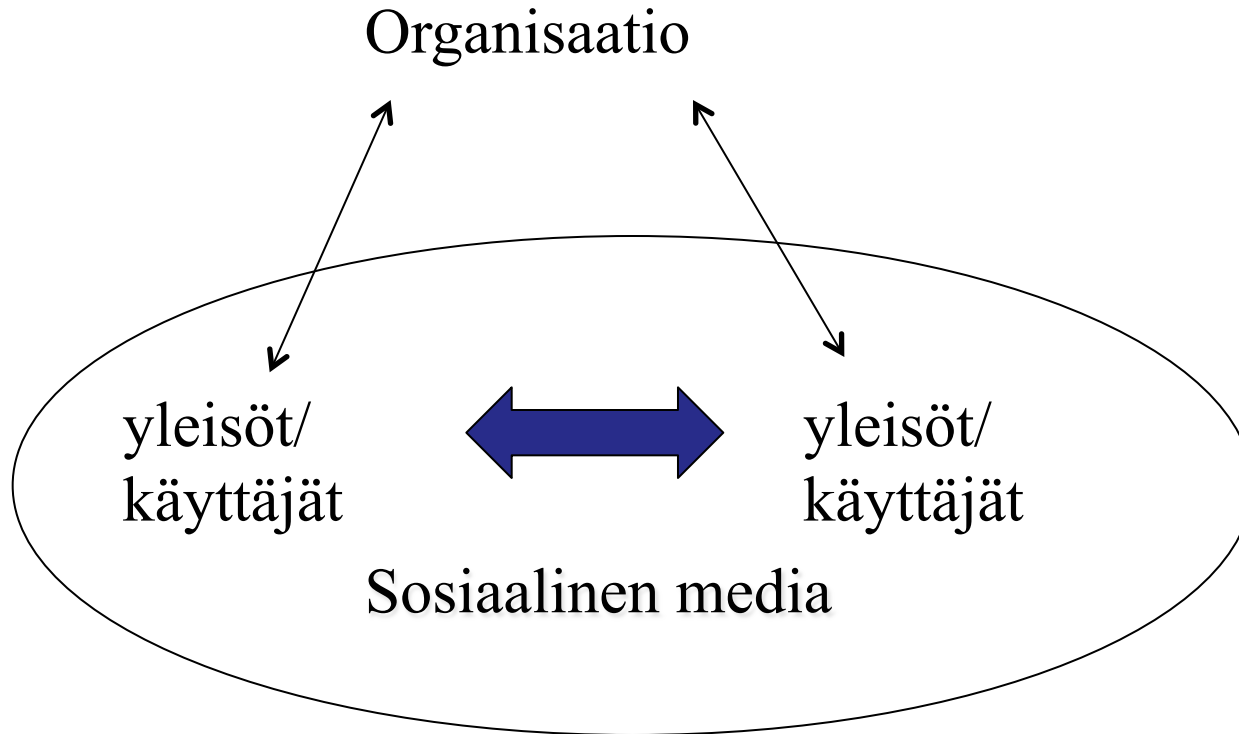 Organisaatio
yleisöt/
käyttäjät
yleisöt/
käyttäjät
Sosiaalinen media